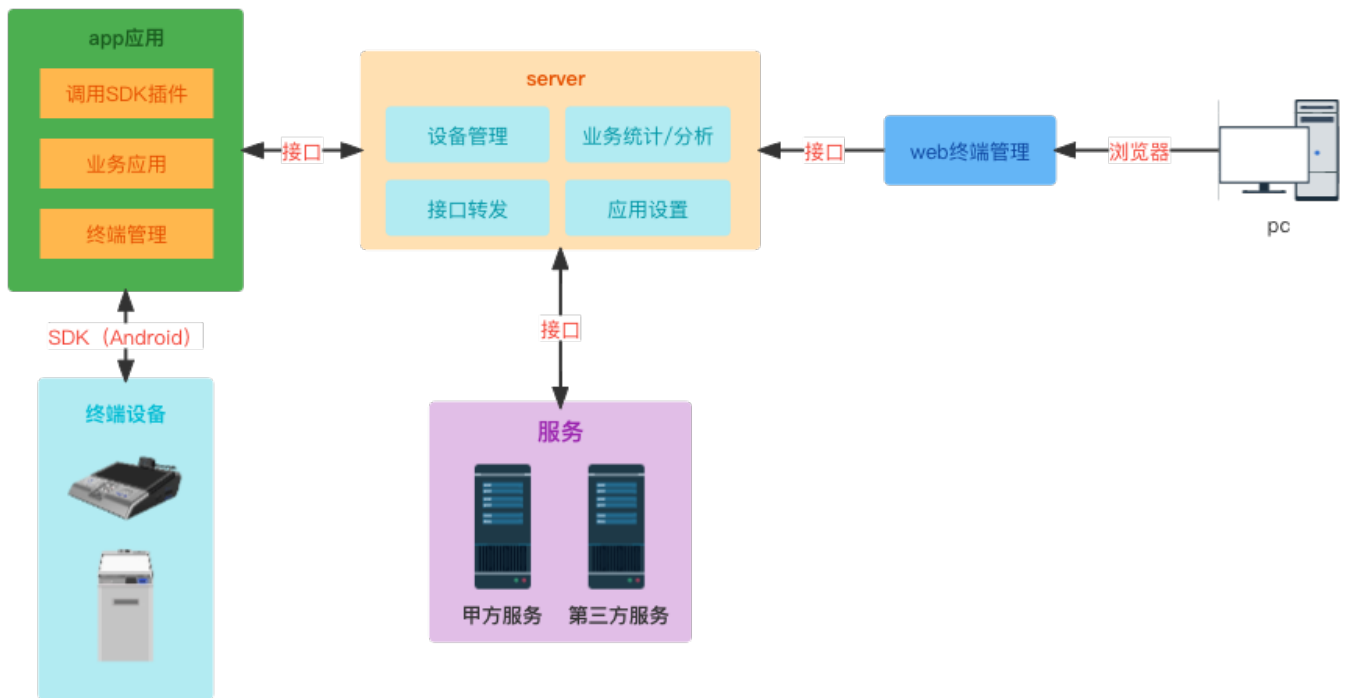 app应用
调用SDK插件
业务应用
终端管理
接口
server
设备管理
业务统计/分析
接口转发
应用设置
接口
web终端管理
浏览器
pc
SDK（Android）
终端设备
接口
服务
甲方服务
第三方服务